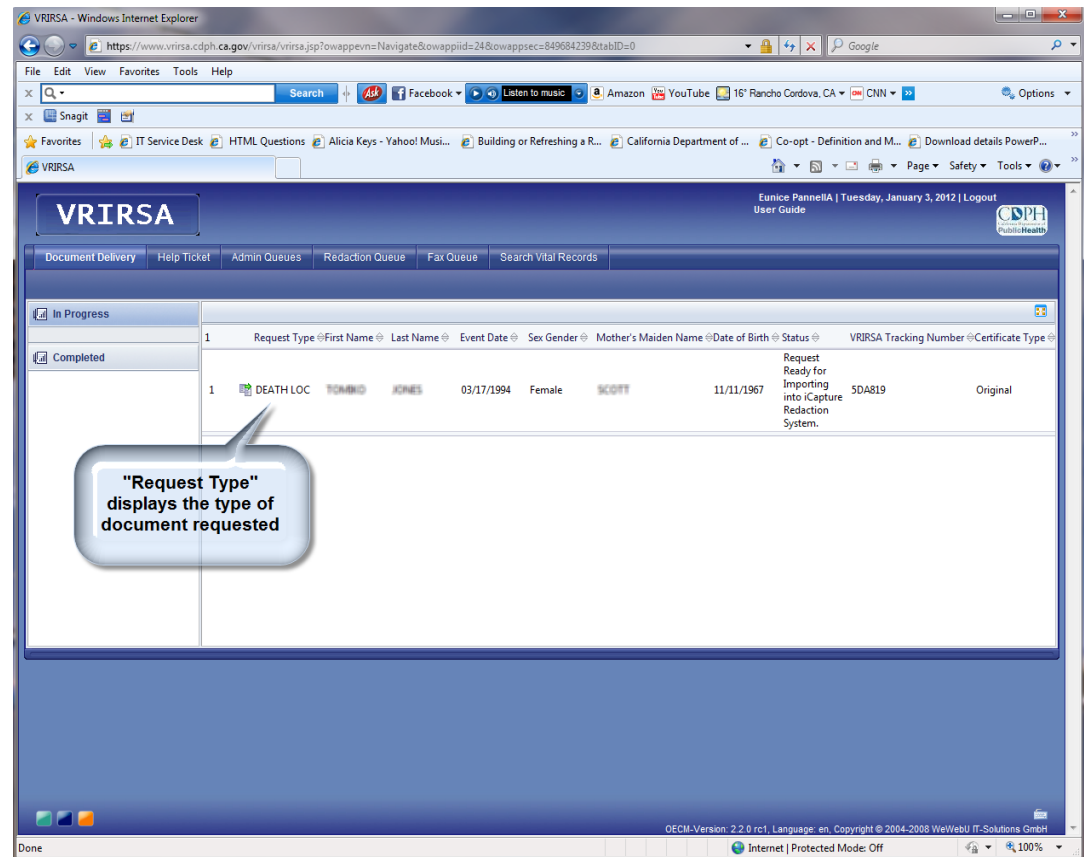 VRIRSA - Windows Internet Explorer
https://www.vrirsa.cdph.ca.gov/vrirsa/vrirsa.jsp?owappevn=Navigate&owappiid=24&owappsec=849684239&tabID=0
Google
File Edit View Favorites Tools Help
x Search Ask Facebook Listen to music Amazon YouTube 16° Rancho Cordova, CA CNN Options
x Snagit
Favorites IT Service Desk HTML Questions Alicia Keys - Yahoo! Musi... Building or Refreshing a R... California Department of ... Co-opt - Definition and M... Download details PowerP...
VRIRSA Page Safety Tools
VRIRSA
Eunice PannellA | Tuesday, January 3, 2012 | Logout
User Guide
CDPH
PublicHealth
Document Delivery Help Ticket Admin Queues Redaction Queue Fax Queue Search Vital Records
In Progress
Completed
1 Request Type First Name Last Name Event Date Sex Gender Mother's Maiden Name Date of Birth Status VRIRSA Tracking Number Certificate Type
1 DEATH LOC 03/17/1994 Female 11/11/1967
Request
Ready for
Importing
into iCapture
Redaction
System.
5DA819 Original
"Request Type"
displays the type of
document requested
OECM-Version: 2.2.0 rc1, Language: en, Copyright © 2004-2008 WeWebU IT-Solutions GmbH
Done Internet | Protected Mode: Off 100%